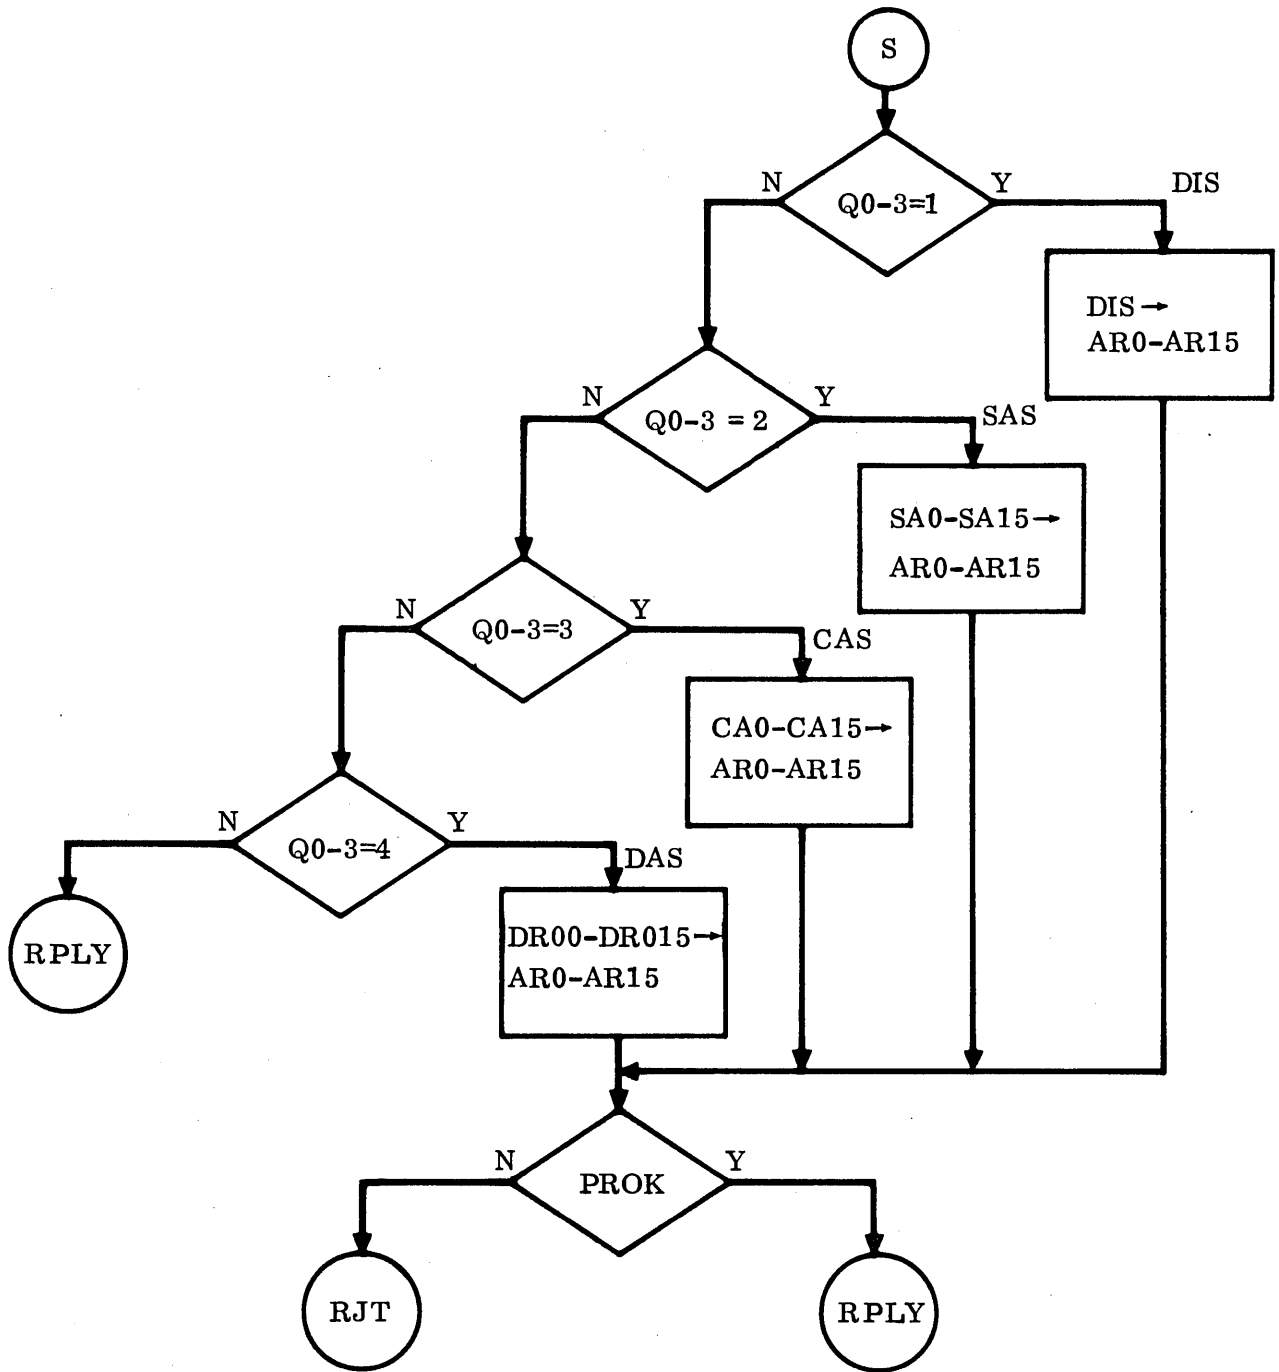 S
N
Y
DIS
Q0-3=1
DIS→
AR0-AR15
N
Y
SAS
Q0-3 = 2
SA0-SA15→
AR0-AR15
N
Y
CAS
Q0-3=3
CA0-CA15→
AR0-AR15
N
Y
DAS
Q0-3=4
RPLY
DR00-DR015→
AR0-AR15
N
Y
PROK
RJT
RPLY